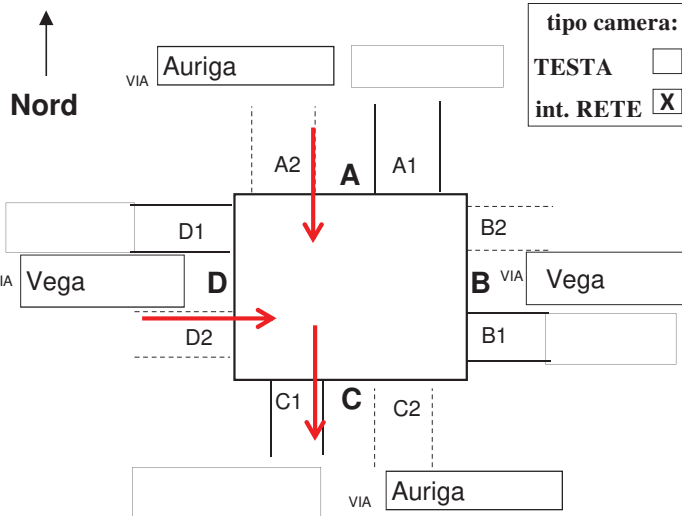 tipo camera:
TESTA
int. RETE X
Nord
VIA Auriga
A2 A A1
D1 B2
VIA Vega D B VIA Vega
D2 B1
C1 C C2
VIA Auriga